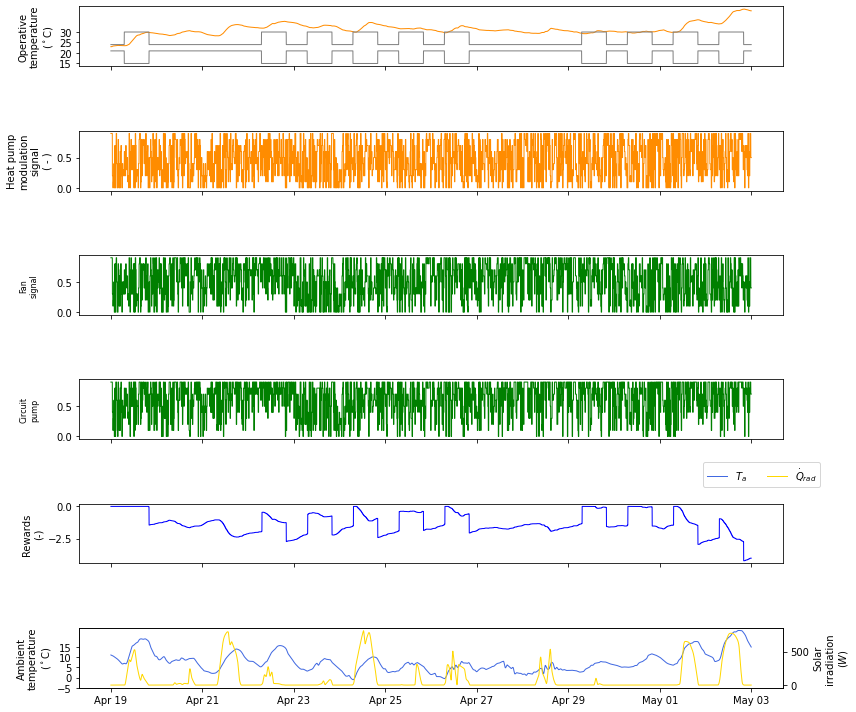 Operative
temperature
(°C)
30
25
20
15
Heat pump
modulation
signal
( - )
0.5
0.0
Fan
signal
0.5
0.0
Circuit
pump
0.5
0.0
T_a
Q̇_rad
Rewards
(-)
0.0
−2.5
Ambient
temperature
(°C)
15
10
5
0
−5
500
0
Solar
irradiation
(W)
Apr 19 Apr 21 Apr 23 Apr 25 Apr 27 Apr 29 May 01 May 03